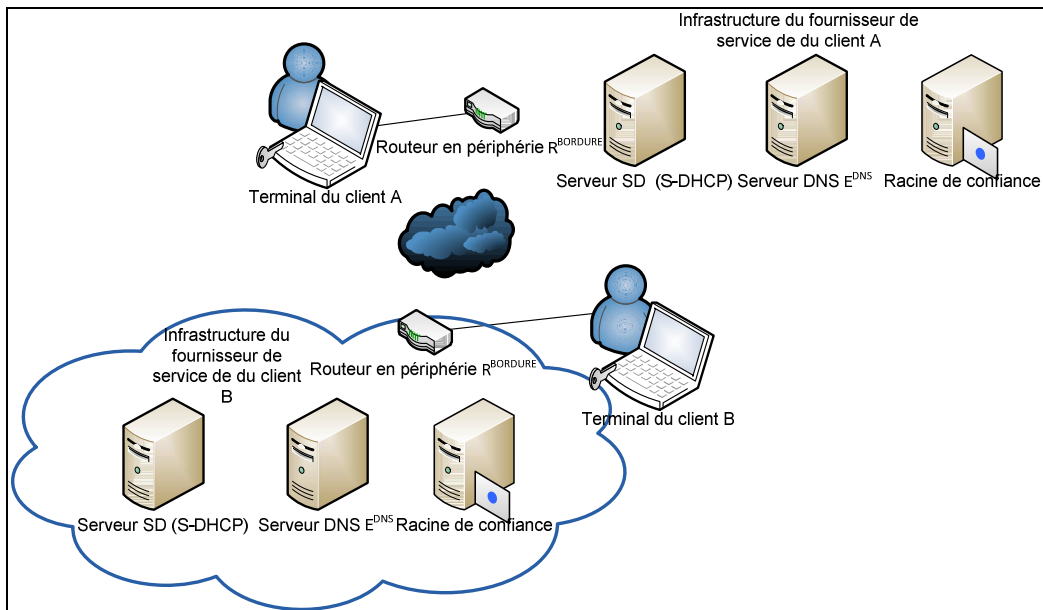 Infrastructure du fournisseur de
service de du client A
Routeur en périphérie R^BORDURE
Serveur SD (S-DHCP)
Serveur DNS E^DNS
Racine de confiance
Terminal du client A
Infrastructure du
fournisseur de
service de du client
B
Routeur en périphérie R^BORDURE
Terminal du client B
Serveur SD (S-DHCP)
Serveur DNS E^DNS
Racine de confiance